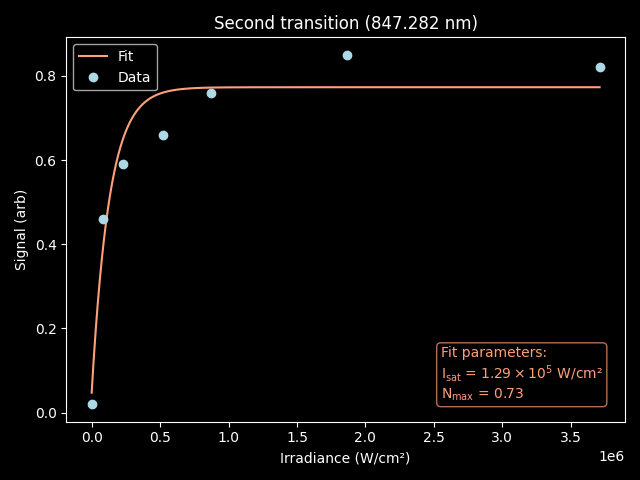 Second transition (847.282 nm)
Fit
Data
0.8
0.6
0.4
0.2
0.0
Signal (arb)
Fit parameters:
I_sat = 1.29 × 10⁵ W/cm²
N_max = 0.73
0.0 0.5 1.0 1.5 2.0 2.5 3.0 3.5
1e6
Irradiance (W/cm²)